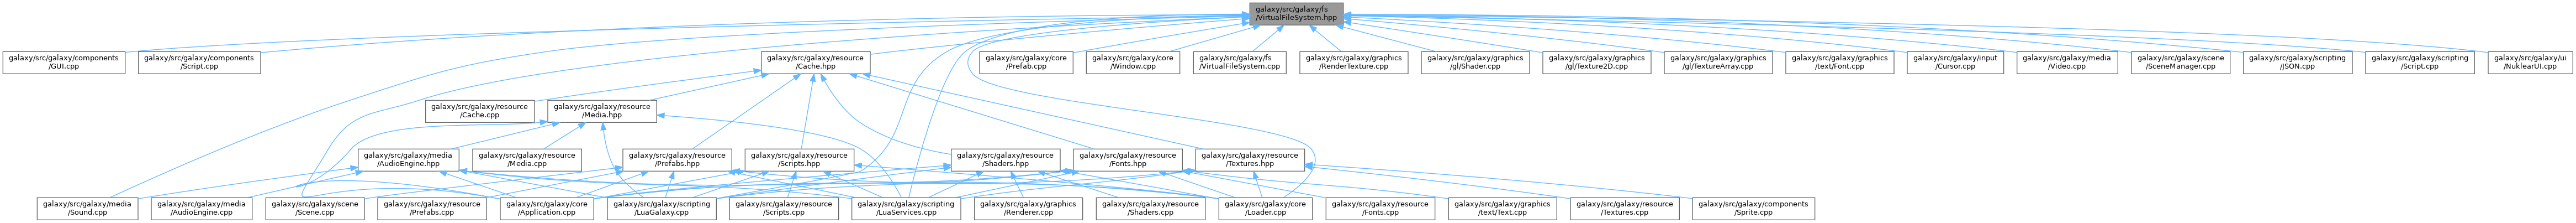 galaxy/src/galaxy/fs
/VirtualFileSystem.hpp
galaxy/src/galaxy/components
/GUI.cpp
galaxy/src/galaxy/components
/Script.cpp
galaxy/src/galaxy/resource
/Cache.hpp
galaxy/src/galaxy/core
/Prefab.cpp
galaxy/src/galaxy/core
/Window.cpp
galaxy/src/galaxy/fs
/VirtualFileSystem.cpp
galaxy/src/galaxy/graphics
/RenderTexture.cpp
galaxy/src/galaxy/graphics
/gl/Shader.cpp
galaxy/src/galaxy/graphics
/gl/Texture2D.cpp
galaxy/src/galaxy/graphics
/gl/TextureArray.cpp
galaxy/src/galaxy/graphics
/text/Font.cpp
galaxy/src/galaxy/input
/Cursor.cpp
galaxy/src/galaxy/media
/Video.cpp
galaxy/src/galaxy/scene
/SceneManager.cpp
galaxy/src/galaxy/scripting
/JSON.cpp
galaxy/src/galaxy/scripting
/Script.cpp
galaxy/src/galaxy/ui
/NuklearUI.cpp
galaxy/src/galaxy/resource
/Cache.cpp
galaxy/src/galaxy/resource
/Media.hpp
galaxy/src/galaxy/media
/AudioEngine.hpp
galaxy/src/galaxy/resource
/Media.cpp
galaxy/src/galaxy/resource
/Prefabs.hpp
galaxy/src/galaxy/resource
/Scripts.hpp
galaxy/src/galaxy/resource
/Shaders.hpp
galaxy/src/galaxy/resource
/Fonts.hpp
galaxy/src/galaxy/resource
/Textures.hpp
galaxy/src/galaxy/media
/Sound.cpp
galaxy/src/galaxy/media
/AudioEngine.cpp
galaxy/src/galaxy/scene
/Scene.cpp
galaxy/src/galaxy/resource
/Prefabs.cpp
galaxy/src/galaxy/core
/Application.cpp
galaxy/src/galaxy/scripting
/LuaGalaxy.cpp
galaxy/src/galaxy/resource
/Scripts.cpp
galaxy/src/galaxy/scripting
/LuaServices.cpp
galaxy/src/galaxy/graphics
/Renderer.cpp
galaxy/src/galaxy/resource
/Shaders.cpp
galaxy/src/galaxy/core
/Loader.cpp
galaxy/src/galaxy/resource
/Fonts.cpp
galaxy/src/galaxy/graphics
/text/Text.cpp
galaxy/src/galaxy/resource
/Textures.cpp
galaxy/src/galaxy/components
/Sprite.cpp